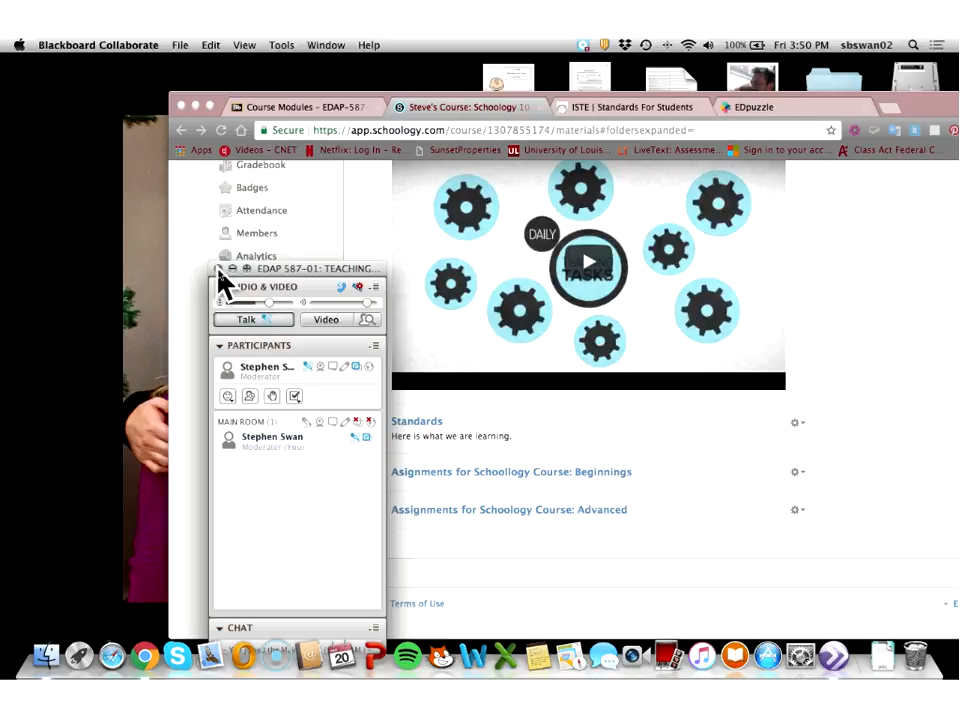 Blackboard Collaborate File Edit View Tools Window Help 100% Fri 3:50 PM sbswan02
Course Modules – EDAP-587- Steve's Course: Schoology 10 ISTE | Standards For Students EDpuzzle
Secure https://app.schoology.com/course/1307855174/materials#foldersexpanded=
Apps Videos - CNET Netflix: Log In - Re... SunsetProperties UL University of Louis... LiveText: Assessme... Sign in to your acc... Class Act Federal C...
Gradebook
Badges
Attendance
Members
Analytics
DAILY
TASKS
EDAP 587-01: TEACHING...
DIO & VIDEO
Talk Video
PARTICIPANTS
Stephen S...
Moderator
MAIN ROOM (1)
Stephen Swan
Moderator (You)
CHAT
Standards
Here is what we are learning.
Asignments for Schoollogy Course: Beginnings
Assignments for Schoology Course: Advanced
Terms of Use
20